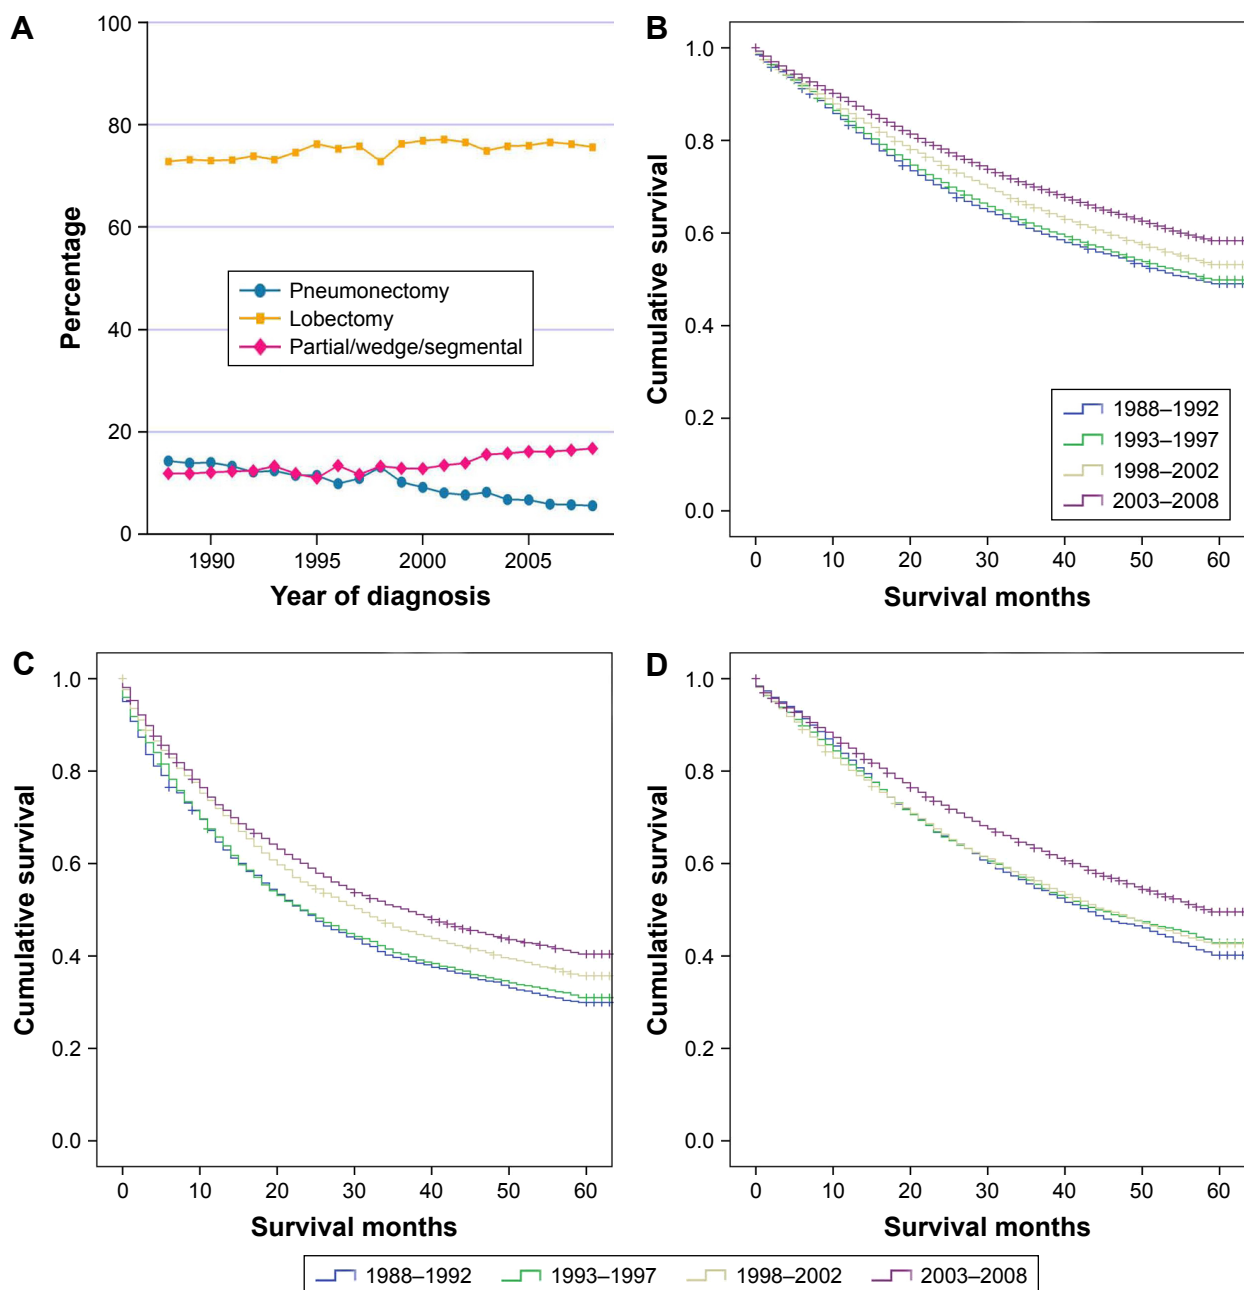 A
100
80
60
40
20
0
Percentage
Pneumonectomy
Lobectomy
Partial/wedge/segmental
1990 1995 2000 2005
Year of diagnosis
B
1.0
0.8
0.6
0.4
0.2
0.0
Cumulative survival
1988–1992
1993–1997
1998–2002
2003–2008
0 10 20 30 40 50 60
Survival months
C
1.0
0.8
0.6
0.4
0.2
0.0
Cumulative survival
0 10 20 30 40 50 60
Survival months
D
1.0
0.8
0.6
0.4
0.2
0.0
Cumulative survival
0 10 20 30 40 50 60
Survival months
1988–1992 1993–1997 1998–2002 2003–2008